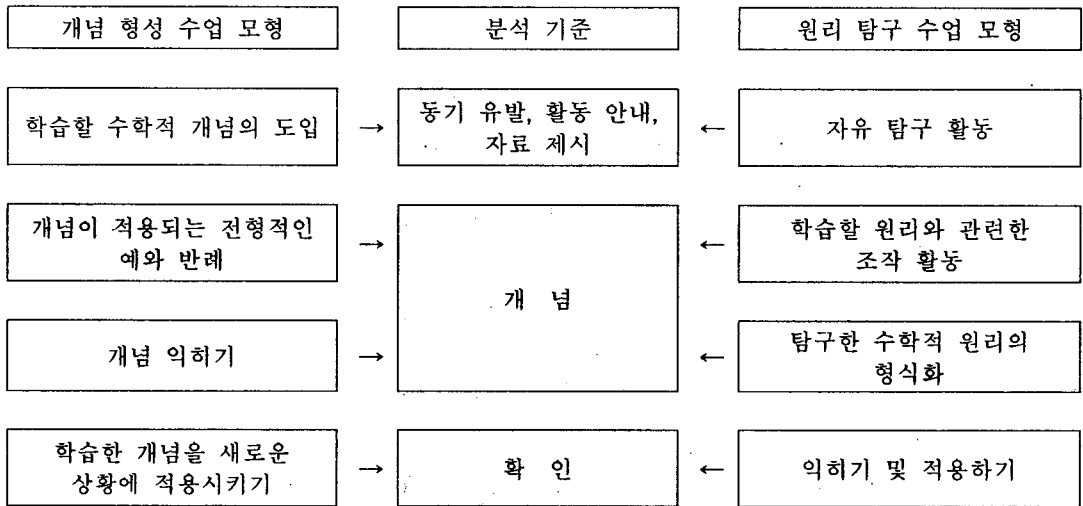 개념 형성 수업 모형
분석 기준
원리 탐구 수업 모형
학습할 수학적 개념의 도입
→
동기 유발, 활동 안내,
자료 제시
←
자유 탐구 활동
개념이 적용되는 전형적인
예와 반례
→
개 념
←
학습할 원리와 관련한
조작 활동
개념 익히기
→
←
탐구한 수학적 원리의
형식화
학습한 개념을 새로운
상황에 적용시키기
→
확 인
←
익히기 및 적용하기